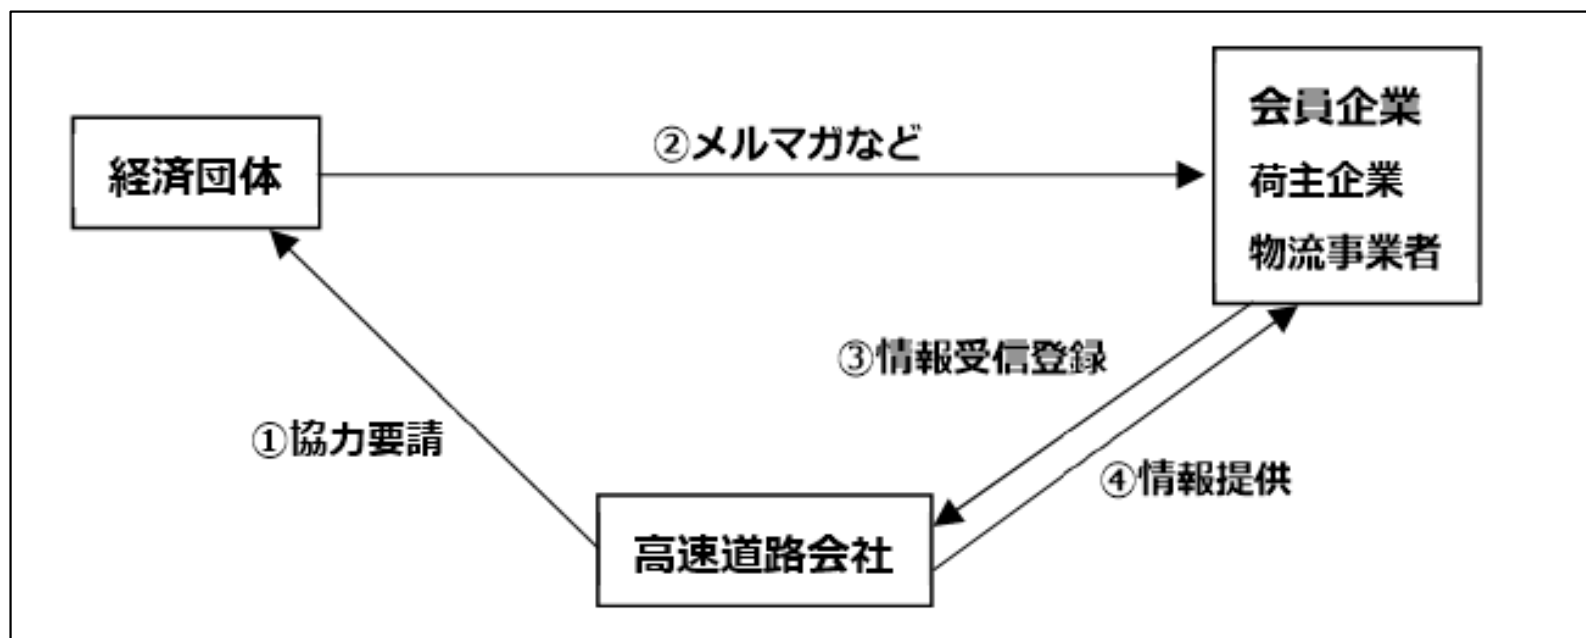 会員企業
②メルマガなど
経済団体
荷主企業
物流事業者
③情報受信登録
①協力要請
④情報提供
高速道路会社